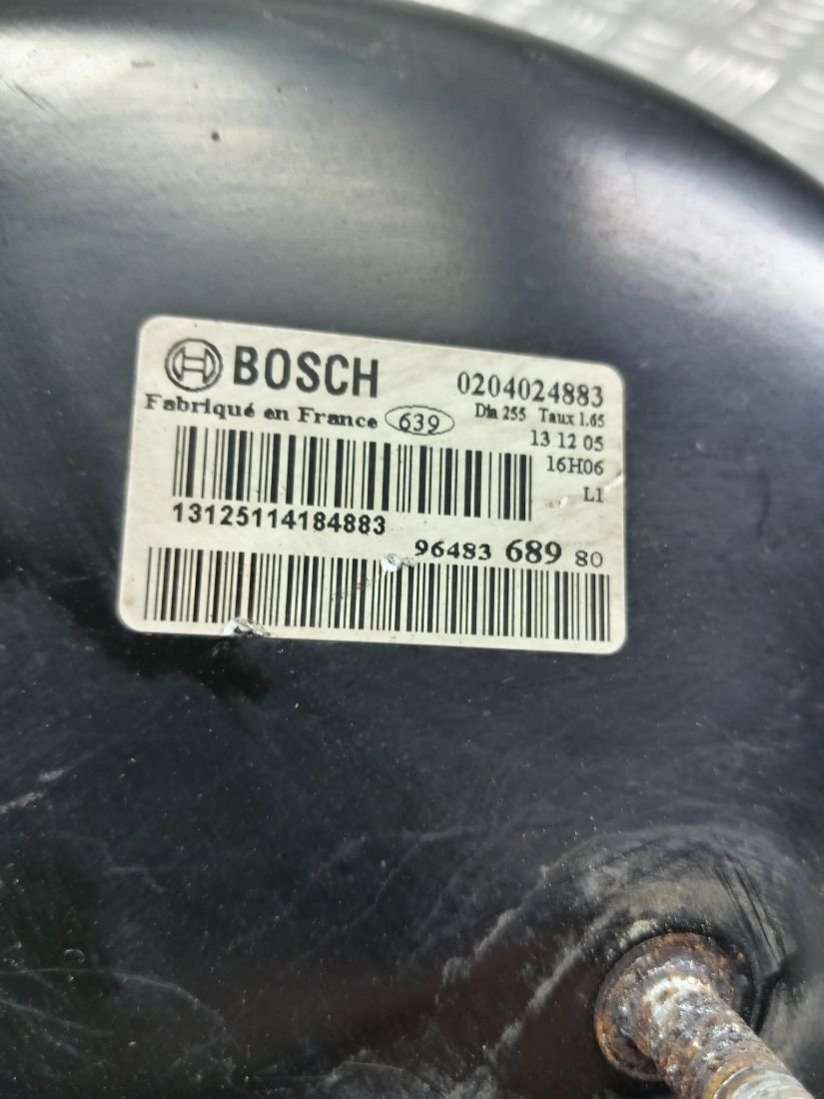 BOSCH 0204024883
Fabriqué en France 639 Dia 255 Taux 1.65
13 12 05
16H06
L1
13125114184883
96483 689 80